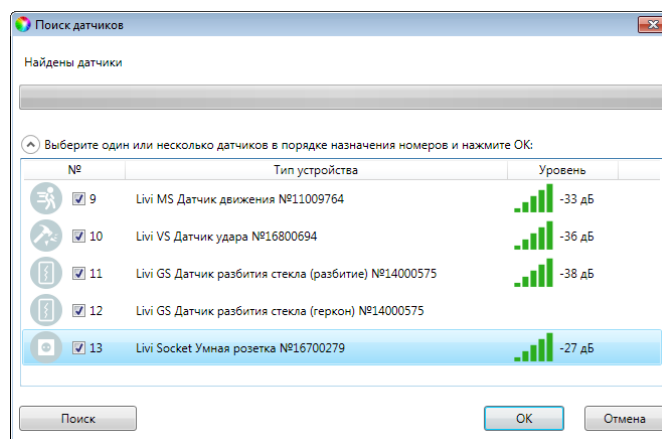 Поиск датчиков
Найдены датчики
Выберите один или несколько датчиков в порядке назначения номеров и нажмите ОК:
№ Тип устройства Уровень
9 Livi MS Датчик движения №11009764 -33 дБ
10 Livi VS Датчик удара №16800694 -36 дБ
11 Livi GS Датчик разбития стекла (разбитие) №14000575 -38 дБ
12 Livi GS Датчик разбития стекла (геркон) №14000575
13 Livi Socket Умная розетка №16700279 -27 дБ
Поиск ОК Отмена